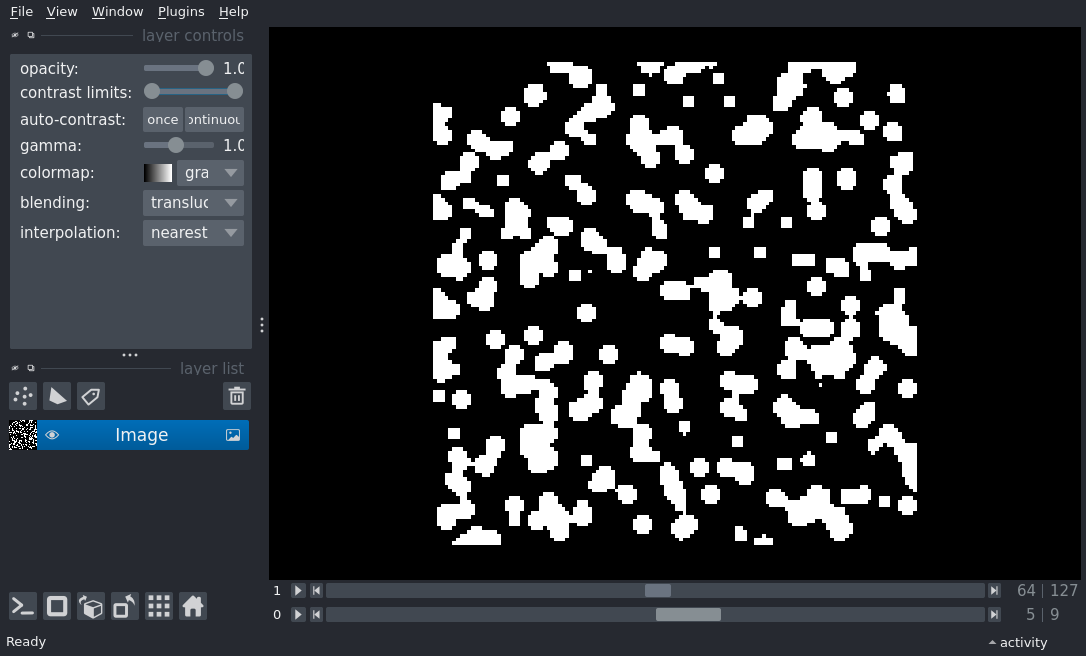 File View Window Plugins Help
layer controls
opacity: 1.0
contrast limits:
auto-contrast: once ontinuou
gamma: 1.0
colormap: gra
blending: transluc
interpolation: nearest
layer list
Image
1 64 127
0 5 9
Ready activity